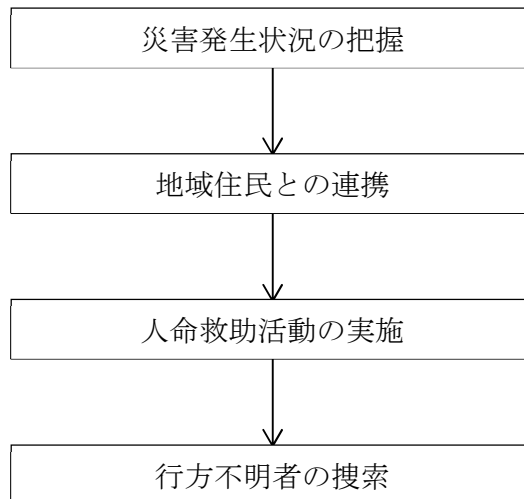 災害発生状況の把握
地域住民との連携
人命救助活動の実施
行方不明者の捜索